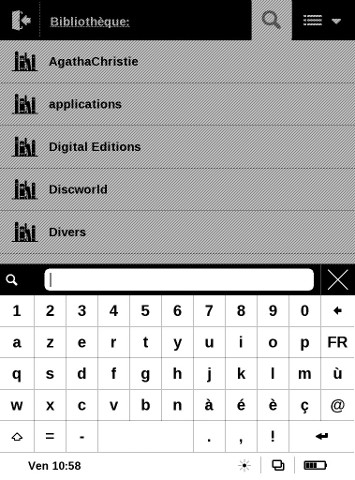 Bibliothèque:
AgathaChristie
applications
Digital Editions
Discworld
Divers
1 2 3 4 5 6 7 8 9 0
a z e r t y u i o p FR
q s d f g h j k l m ù
w x c v b n à é è ç @
= - . , !
Ven 10:58